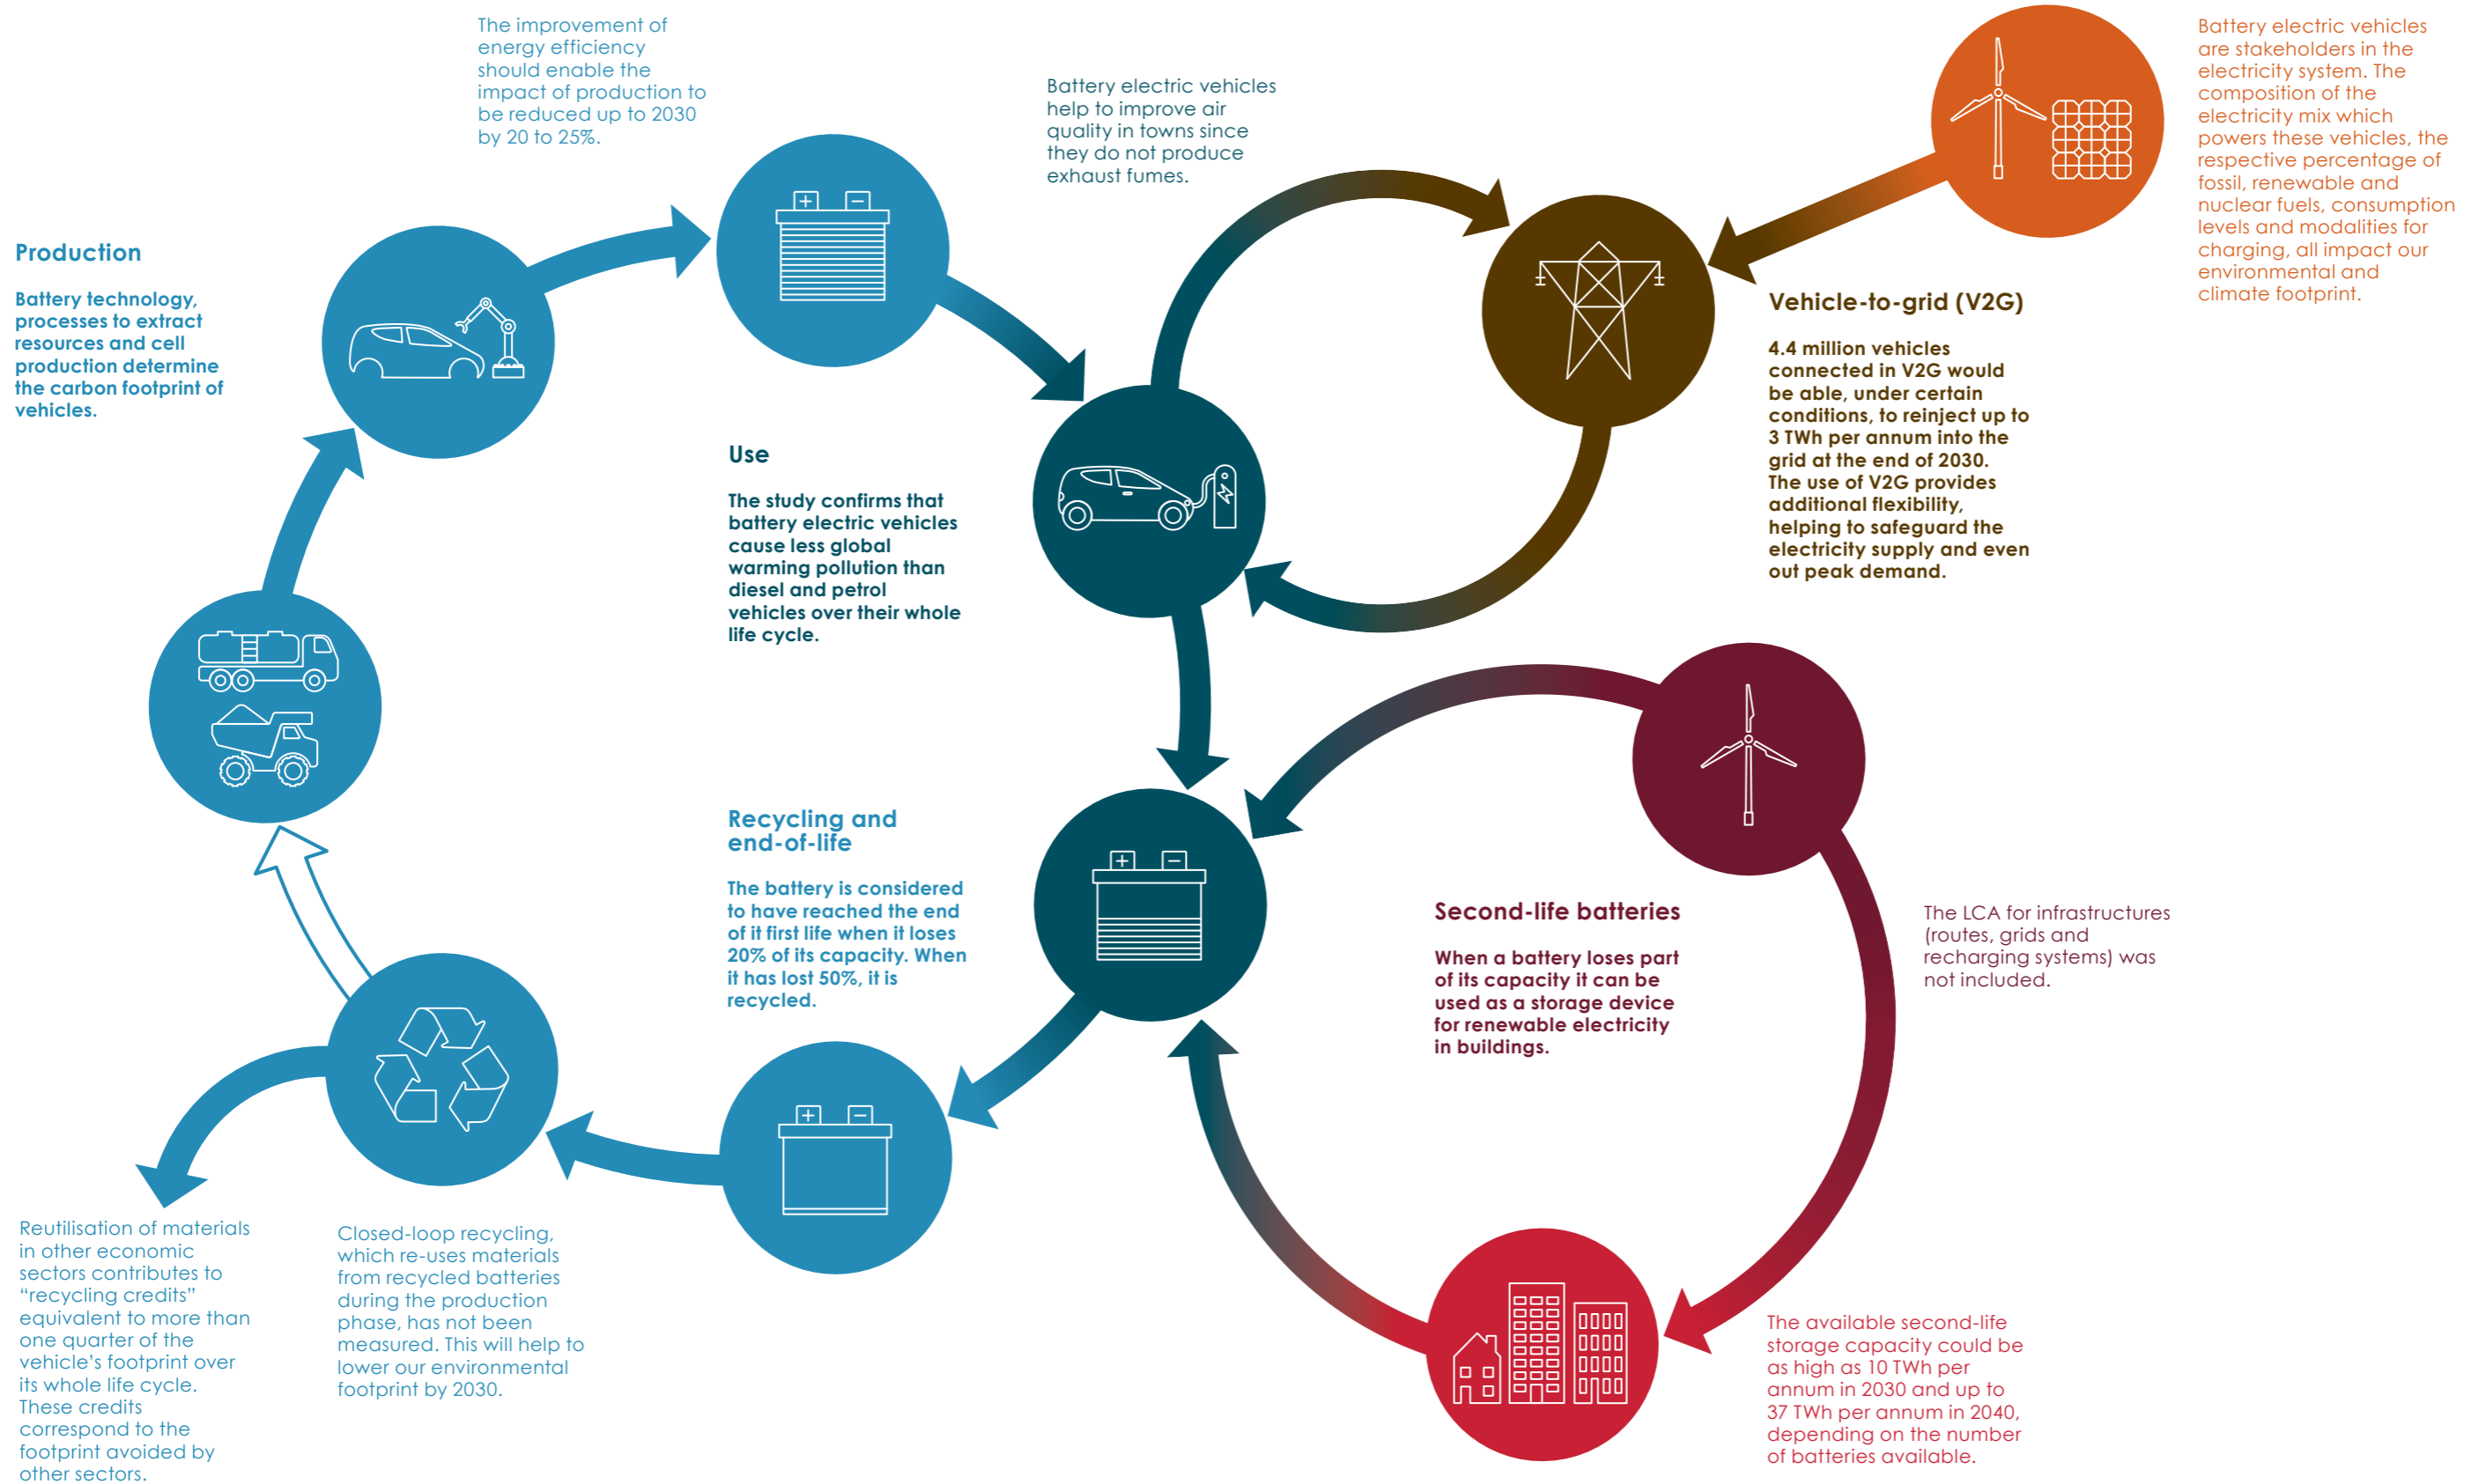 The improvement of
energy efficiency
should enable the
impact of production to
be reduced up to 2030
by 20 to 25%.
Battery electric vehicles
help to improve air
quality in towns since
they do not produce
exhaust fumes.
Battery electric vehicles
are stakeholders in the
electricity system. The
composition of the
electricity mix which
powers these vehicles, the
respective percentage of
fossil, renewable and
nuclear fuels, consumption
levels and modalities for
charging, all impact our
environmental and
climate footprint.
Production
Battery technology,
processes to extract
resources and cell
production determine
the carbon footprint of
vehicles.
+ −
Vehicle-to-grid (V2G)
4.4 million vehicles
connected in V2G would
be able, under certain
conditions, to reinject up to
3 TWh per annum into the
grid at the end of 2030.
The use of V2G provides
additional flexibility,
helping to safeguard the
electricity supply and even
out peak demand.
Use
The study confirms that
battery electric vehicles
cause less global
warming pollution than
diesel and petrol
vehicles over their whole
life cycle.
Recycling and
end-of-life
The battery is considered
to have reached the end
of it first life when it loses
20% of its capacity. When
it has lost 50%, it is
recycled.
+ −
Second-life batteries
When a battery loses part
of its capacity it can be
used as a storage device
for renewable electricity
in buildings.
The LCA for infrastructures
(routes, grids and
recharging systems) was
not included.
+ −
Reutilisation of materials
in other economic
sectors contributes to
“recycling credits”
equivalent to more than
one quarter of the
vehicle’s footprint over
its whole life cycle.
These credits
correspond to the
footprint avoided by
other sectors.
Closed-loop recycling,
which re-uses materials
from recycled batteries
during the production
phase, has not been
measured. This will help to
lower our environmental
footprint by 2030.
The available second-life
storage capacity could be
as high as 10 TWh per
annum in 2030 and up to
37 TWh per annum in 2040,
depending on the number
of batteries available.